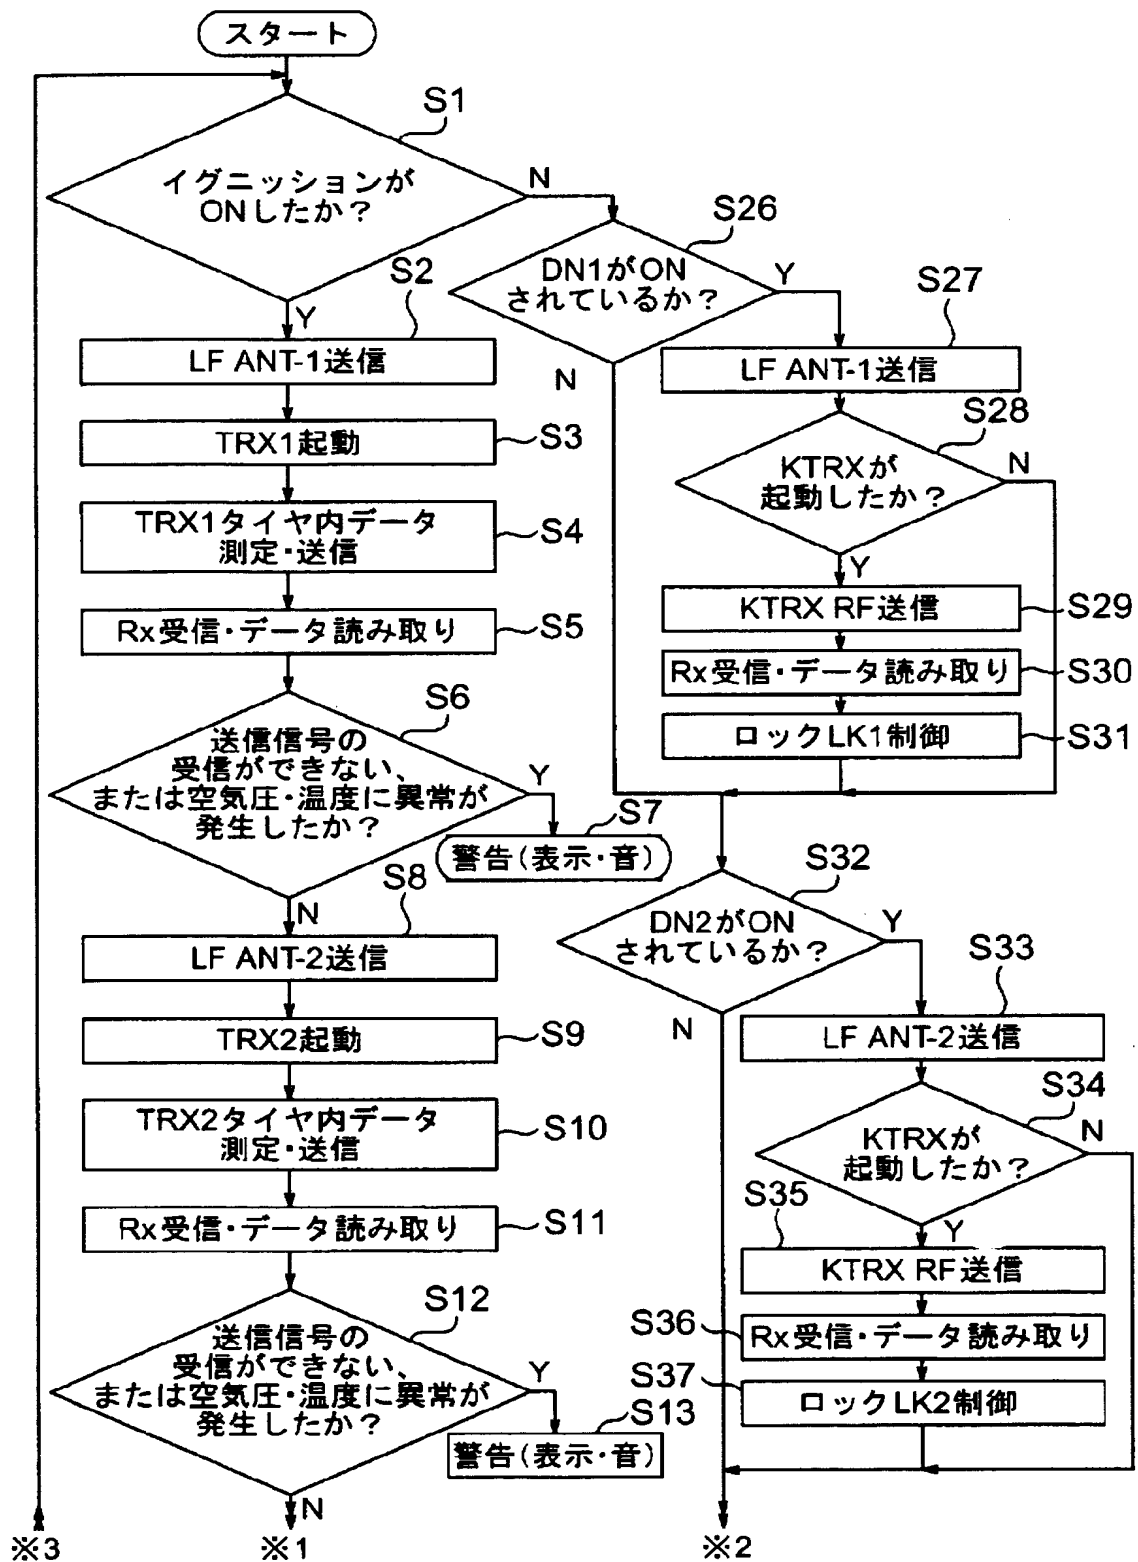 スタート
S1
イグニッションが
ONしたか？
N
Y
S2
LF ANT-1送信
TRX1起動
S3
TRX1タイヤ内データ
測定・送信
S4
Rx受信・データ読み取り
S5
S6
送信信号の
受信ができない、
または空気圧・温度に異常が
発生したか？
Y
S7
警告(表示・音)
N
S8
LF ANT-2送信
TRX2起動
S9
TRX2タイヤ内データ
測定・送信
S10
Rx受信・データ読み取り
S11
S12
送信信号の
受信ができない、
または空気圧・温度に異常が
発生したか？
Y
S13
警告(表示・音)
N
※3
※1
S26
DN1がON
されているか？
Y
N
S27
LF ANT-1送信
S28
KTRXが
起動したか？
N
Y
KTRX RF送信
S29
Rx受信・データ読み取り
S30
ロックLK1制御
S31
S32
DN2がON
されているか？
Y
N
S33
LF ANT-2送信
S34
KTRXが
起動したか？
N
S35
Y
KTRX RF送信
S36
Rx受信・データ読み取り
S37
ロックLK2制御
※2